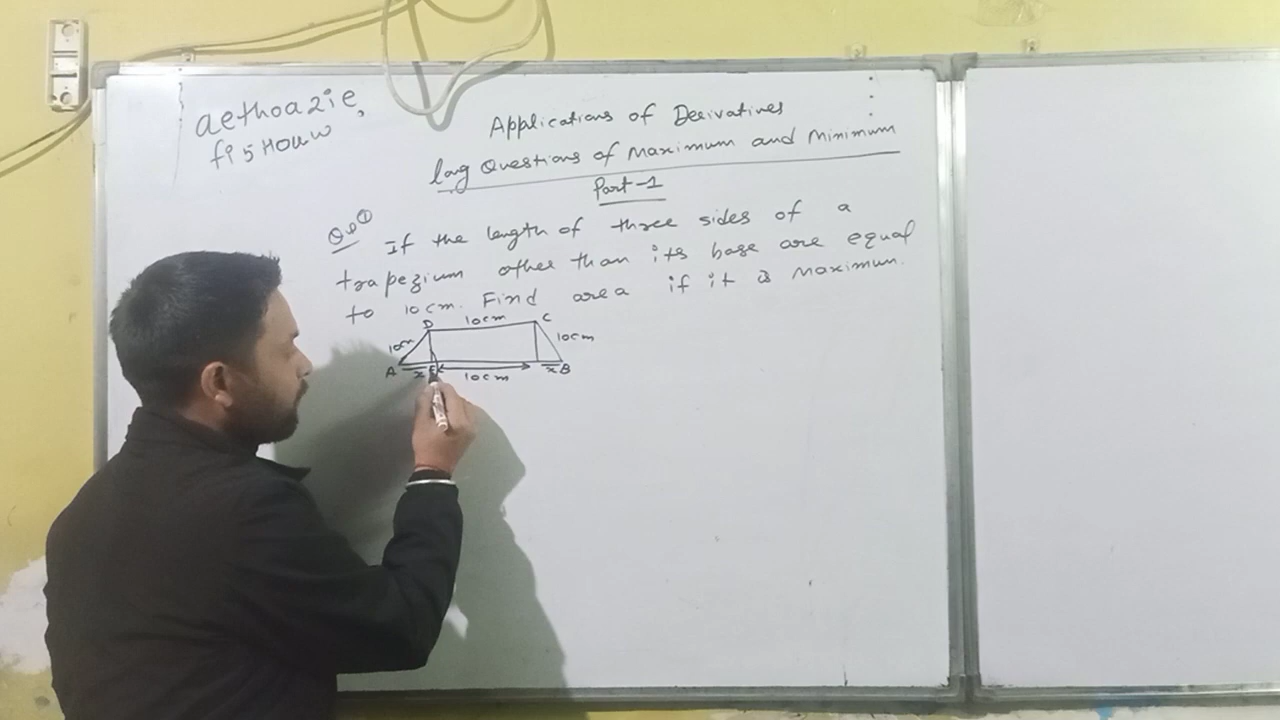 aethoazie,
fi 5 Houw
Applications of Derivatives
long Questions of Maximum and Minimum
Part-1
Qo①
If the length of three sides of a
trapezium other than its base are equal
to 10cm. Find area if it is maximum.
D 10cm C
10cm 10cm
A x E 10cm x B